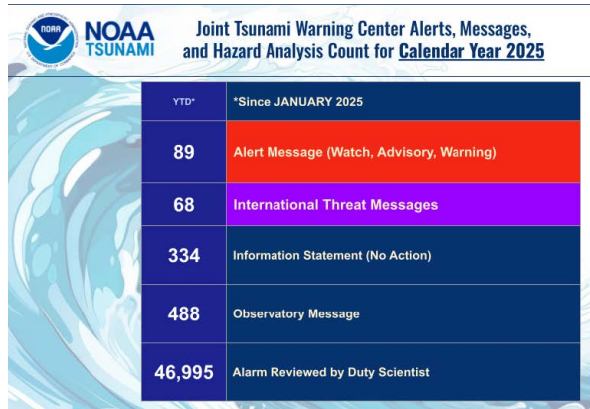 NOAA
NOAA
TSUNAMI
Joint Tsunami Warning Center Alerts, Messages,
and Hazard Analysis Count for Calendar Year 2025
YTD* *Since JANUARY 2025
89 Alert Message (Watch, Advisory, Warning)
68 International Threat Messages
334 Information Statement (No Action)
488 Observatory Message
46,995 Alarm Reviewed by Duty Scientist